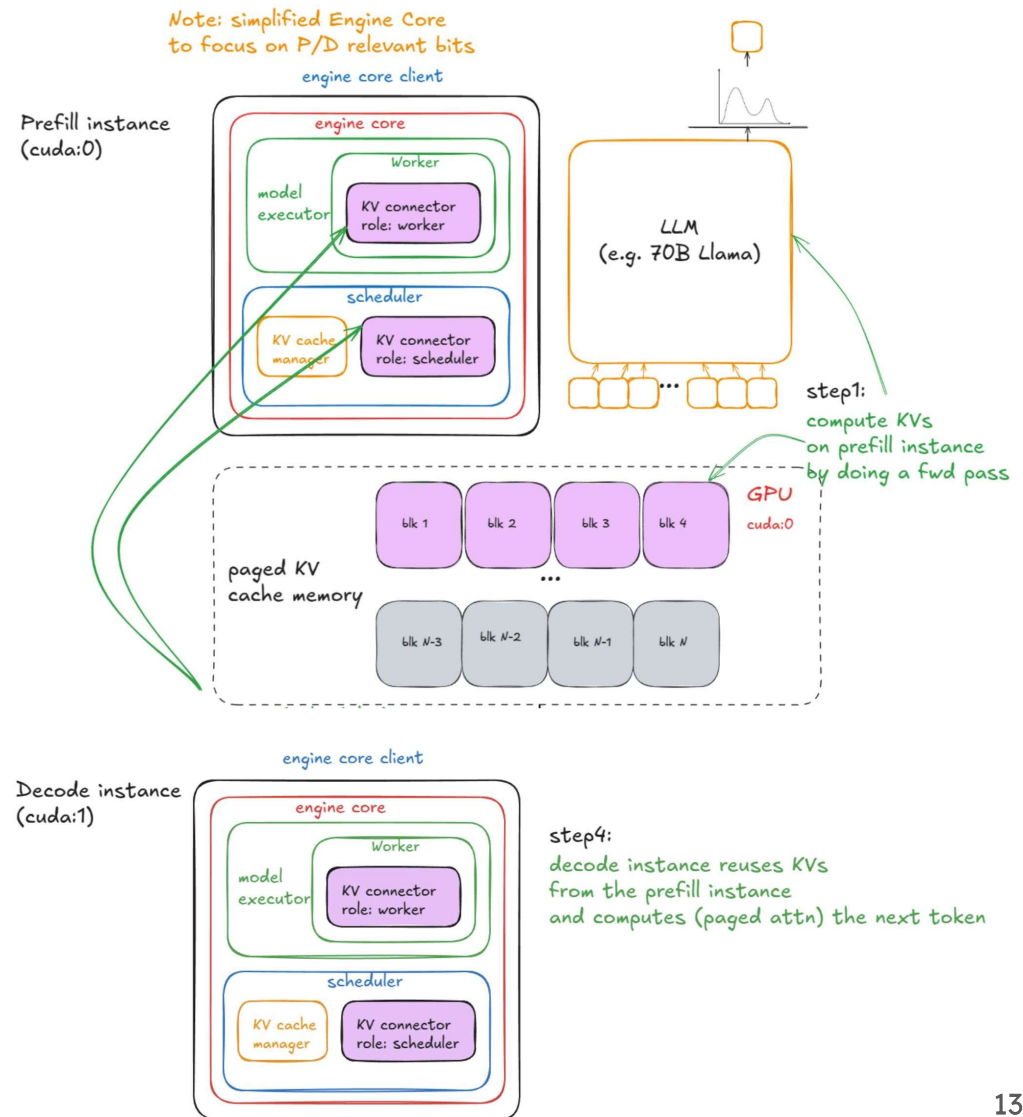 Note: simplified Engine Core
to focus on P/D relevant bits
engine core client
Prefill instance
(cuda:0)
engine core
Worker
model
executor
KV connector
role: worker
scheduler
KV cache
manager
KV connector
role: scheduler
LLM
(e.g. 70B Llama)
...
step1:
compute KVs
on prefill instance
by doing a fwd pass
GPU
cuda:0
paged KV
cache memory
blk 1
blk 2
blk 3
blk 4
...
blk N-3
blk N-2
blk N-1
blk N
engine core client
Decode instance
(cuda:1)
engine core
Worker
model
executor
KV connector
role: worker
scheduler
KV cache
manager
KV connector
role: scheduler
step4:
decode instance reuses KVs
from the prefill instance
and computes (paged attn) the next token
13